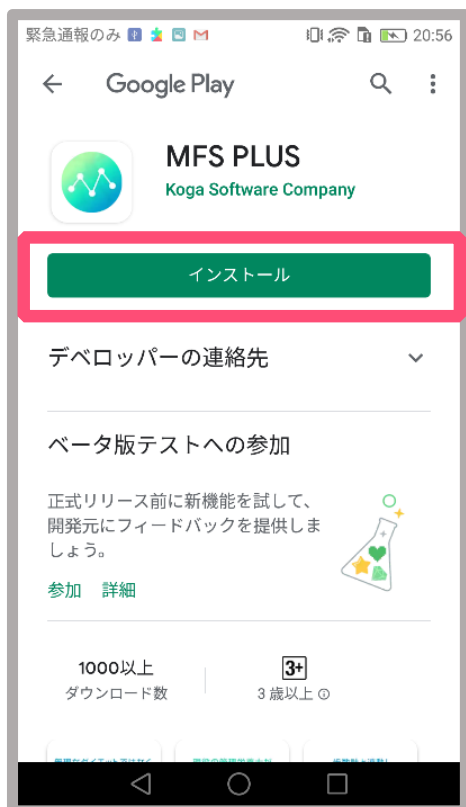 緊急通報のみ
20:56
Google Play
MFS PLUS
Koga Software Company
インストール
デベロッパーの連絡先
ベータ版テストへの参加
正式リリース前に新機能を試して、
開発元にフィードバックを提供しま
しょう。
参加 詳細
1000以上
ダウンロード数
3+
3 歳以上